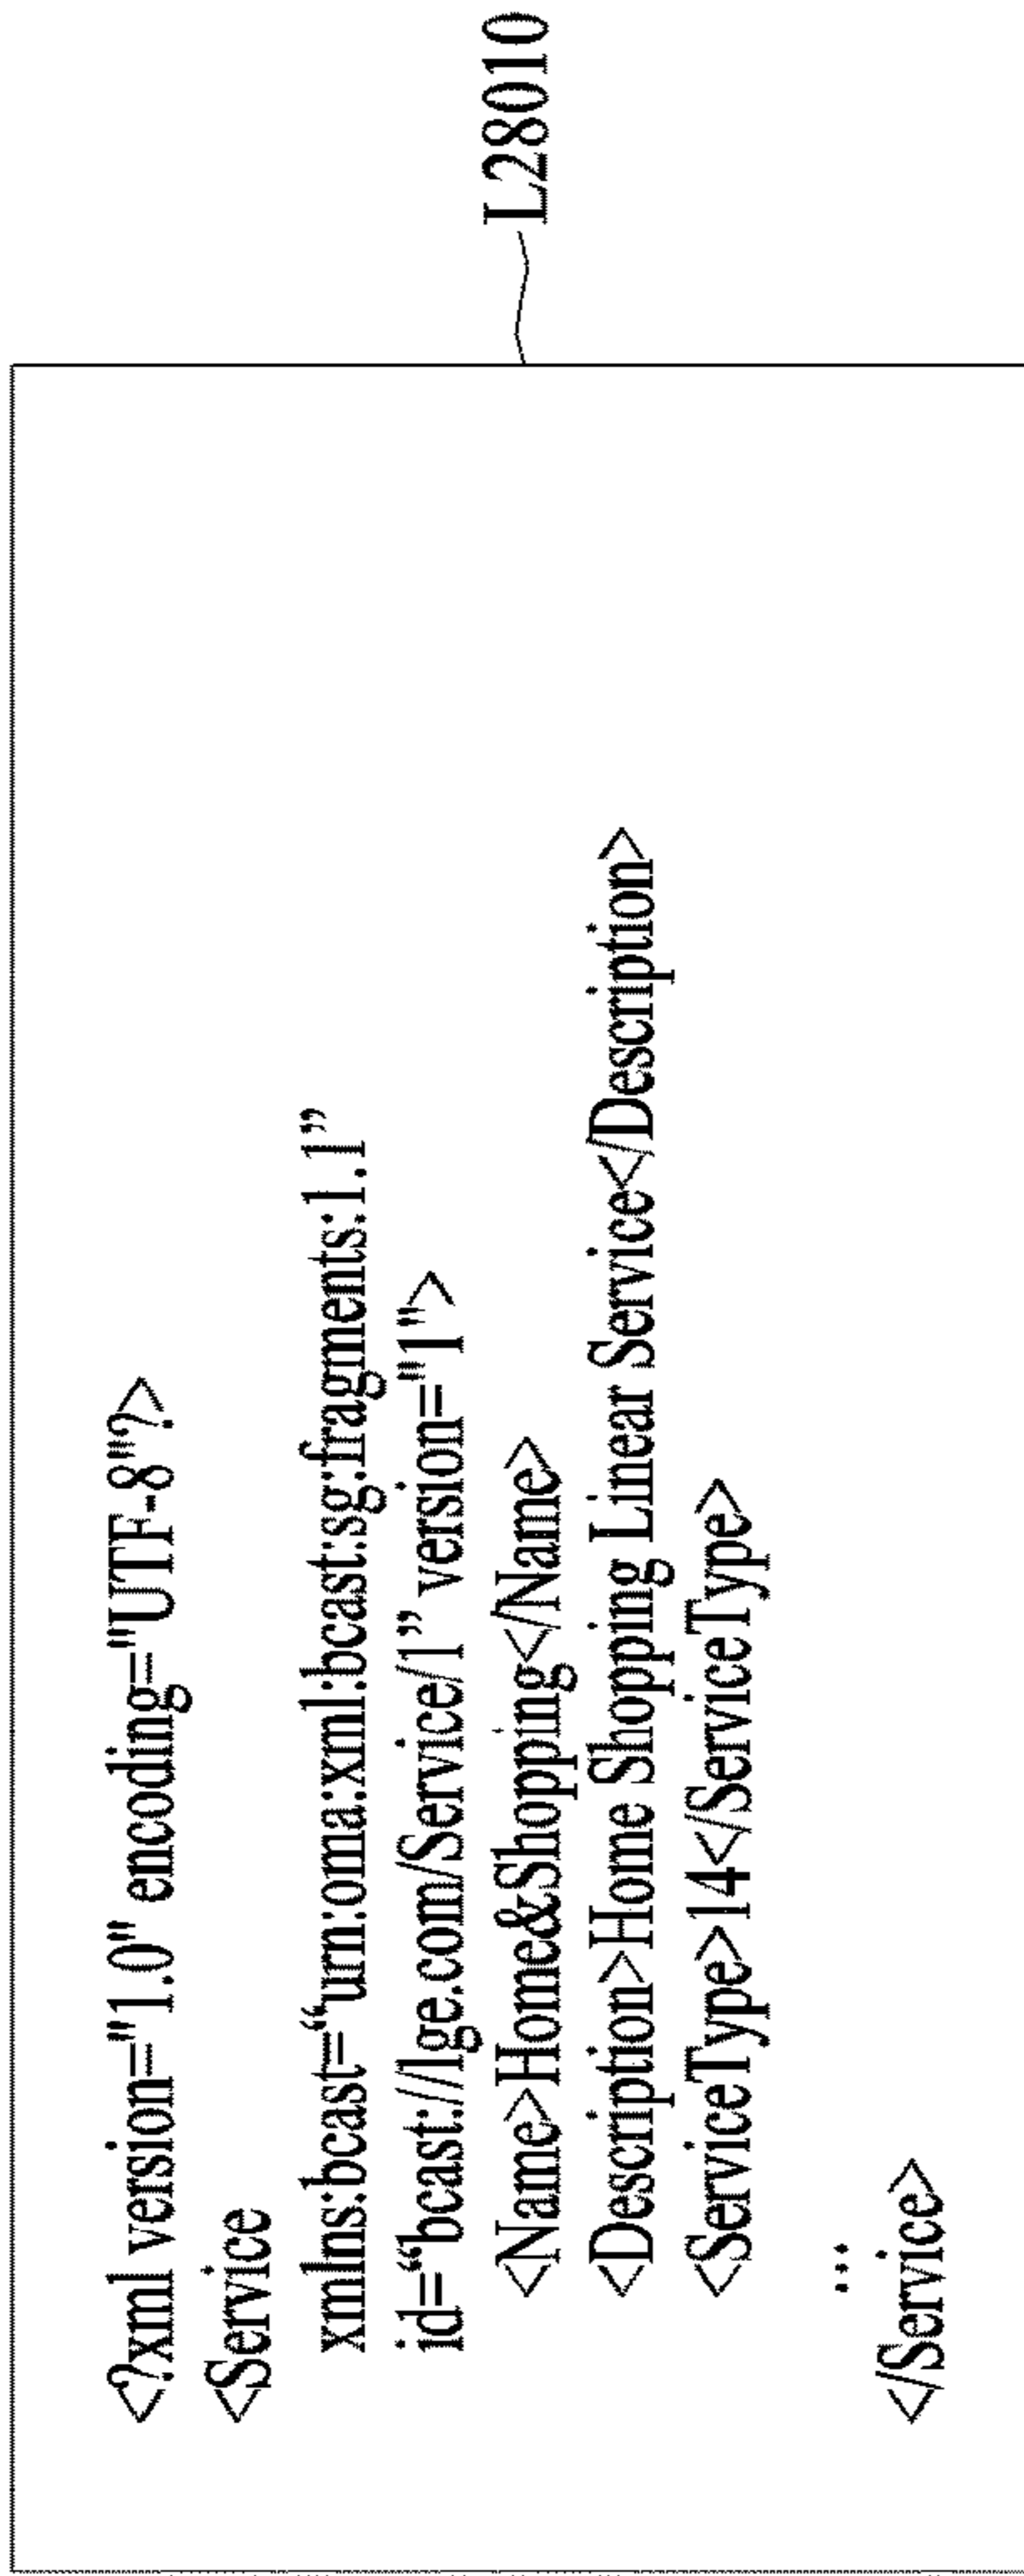 <?xml version="1.0" encoding="UTF-8"?>
<Service
xmlns:bcast=“urn:oma:xml:bcast:sg:fragments:1.1”
id=“bcast://lge.com/Service/1” version="1">
<Name>Home&Shopping</Name>
<Description>Home Shopping Linear Service</Description>
<ServiceType>14</ServiceType>
...
</Service>
L28010